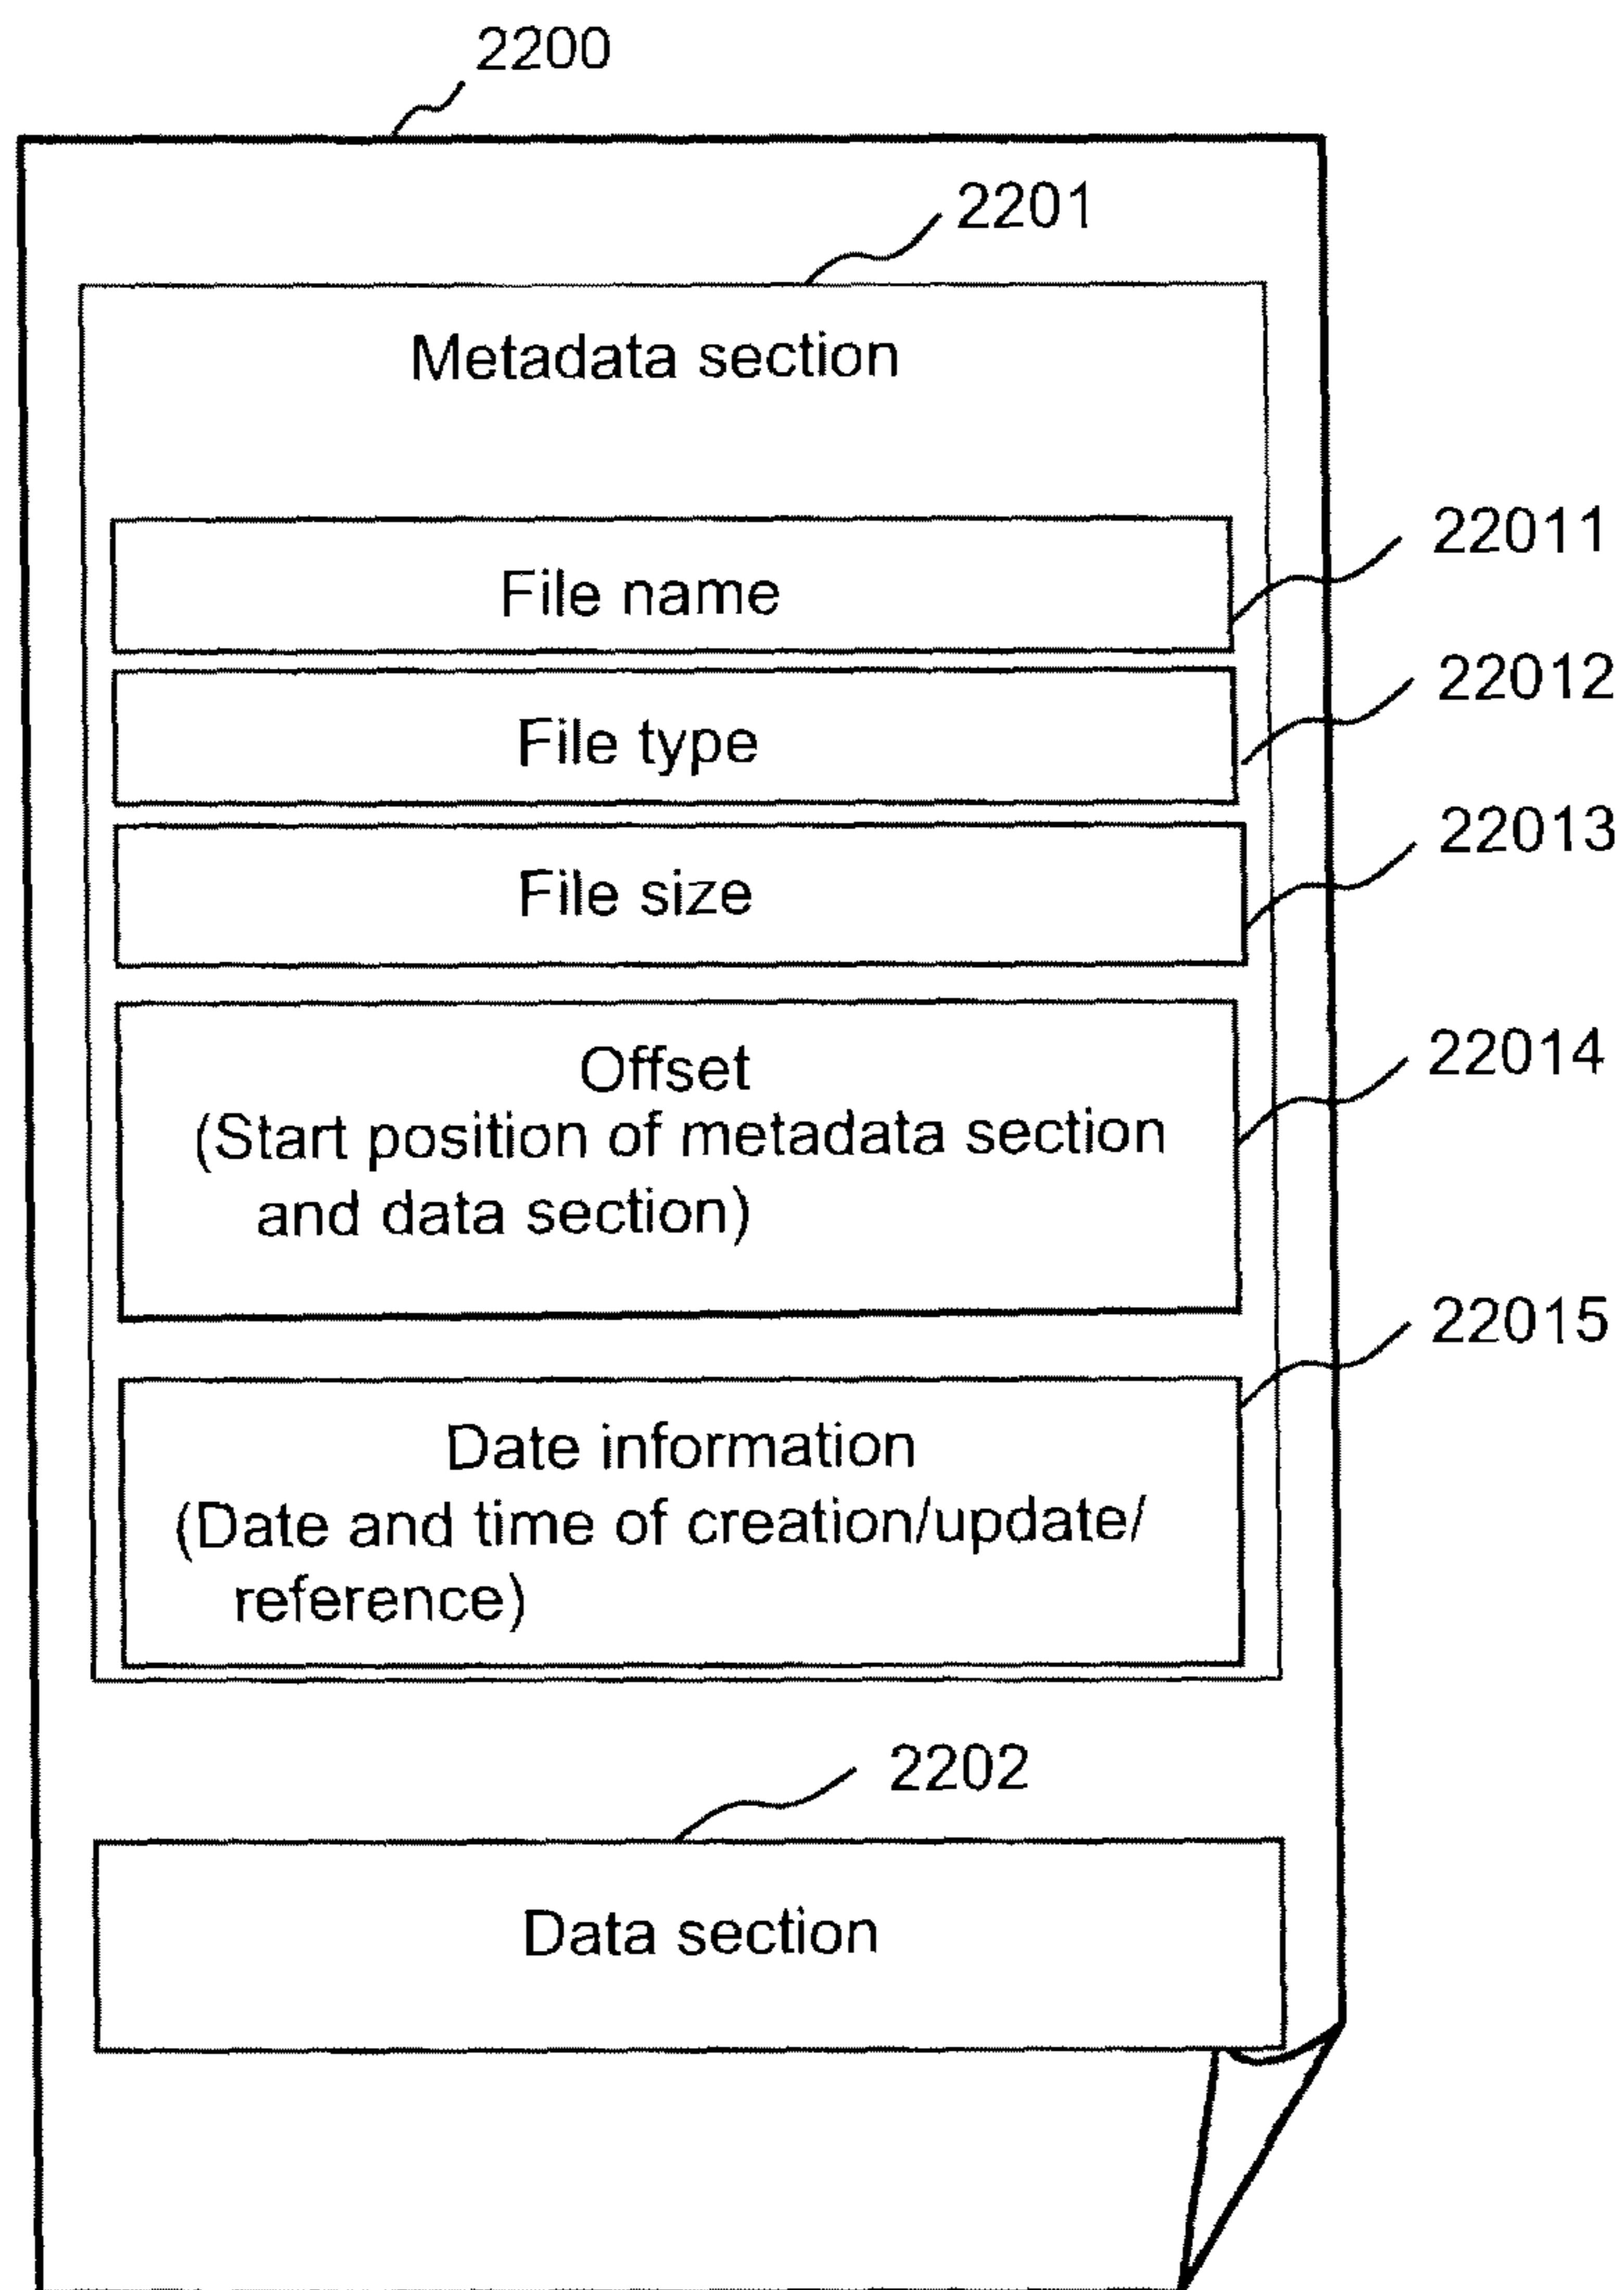 2200
2201
Metadata section
File name
22011
File type
22012
File size
22013
Offset
(Start position of metadata section
and data section)
22014
Date information
(Date and time of creation/update/
reference)
22015
2202
Data section